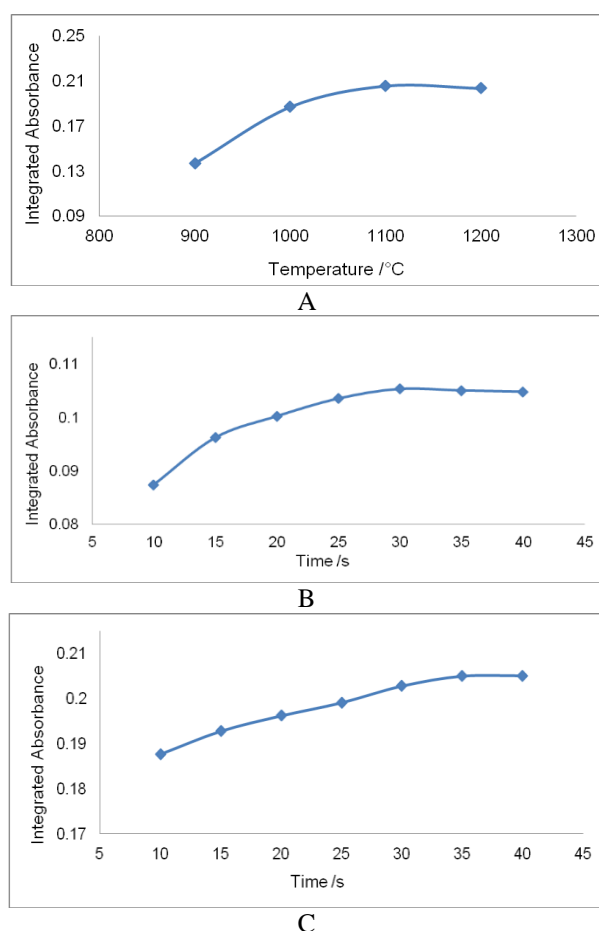 0.25
0.21
0.17
0.13
0.09
Integrated Absorbance
800 900 1000 1100 1200 1300
Temperature /°C
A
0.11
0.1
0.09
0.08
Integrated Absorbance
5 10 15 20 25 30 35 40 45
Time /s
B
0.21
0.2
0.19
0.18
0.17
Integrated Absorbance
5 10 15 20 25 30 35 40 45
Time /s
C